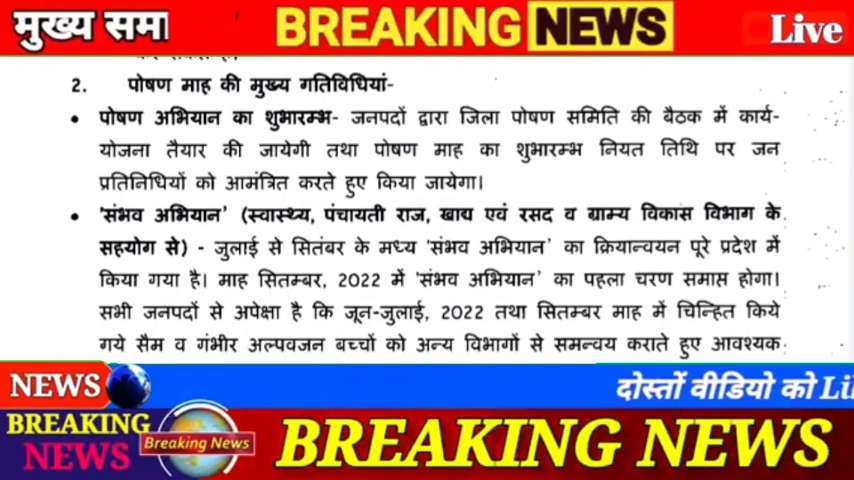 मुख्य समा
BREAKING NEWS
Live
2. पोषण माह की मुख्य गतिविधियां-
• पोषण अभियान का शुभारम्भ- जनपदों द्वारा जिला पोषण समिति की बैठक में कार्य-
योजना तैयार की जायेगी तथा पोषण माह का शुभारम्भ नियत तिथि पर जन
प्रतिनिधियों को आमंत्रित करते हुए किया जायेगा।
• 'संभव अभियान' (स्वास्थ्य, पंचायती राज, खाद्य एवं रसद व ग्राम्य विकास विभाग के
सहयोग से) - जुलाई से सितंबर के मध्य 'संभव अभियान' का क्रियान्वयन पूरे प्रदेश में
किया गया है। माह सितम्बर, 2022 में 'संभव अभियान' का पहला चरण समाप्त होगा।
सभी जनपदों से अपेक्षा है कि जून-जुलाई, 2022 तथा सितम्बर माह में चिन्हित किये
गये सैम व गंभीर अल्पवजन बच्चों को अन्य विभागों से समन्वय कराते हुए आवश्यक
NEWS
दोस्तों वीडियो को Li
BREAKING
NEWS
Breaking News
BREAKING NEWS